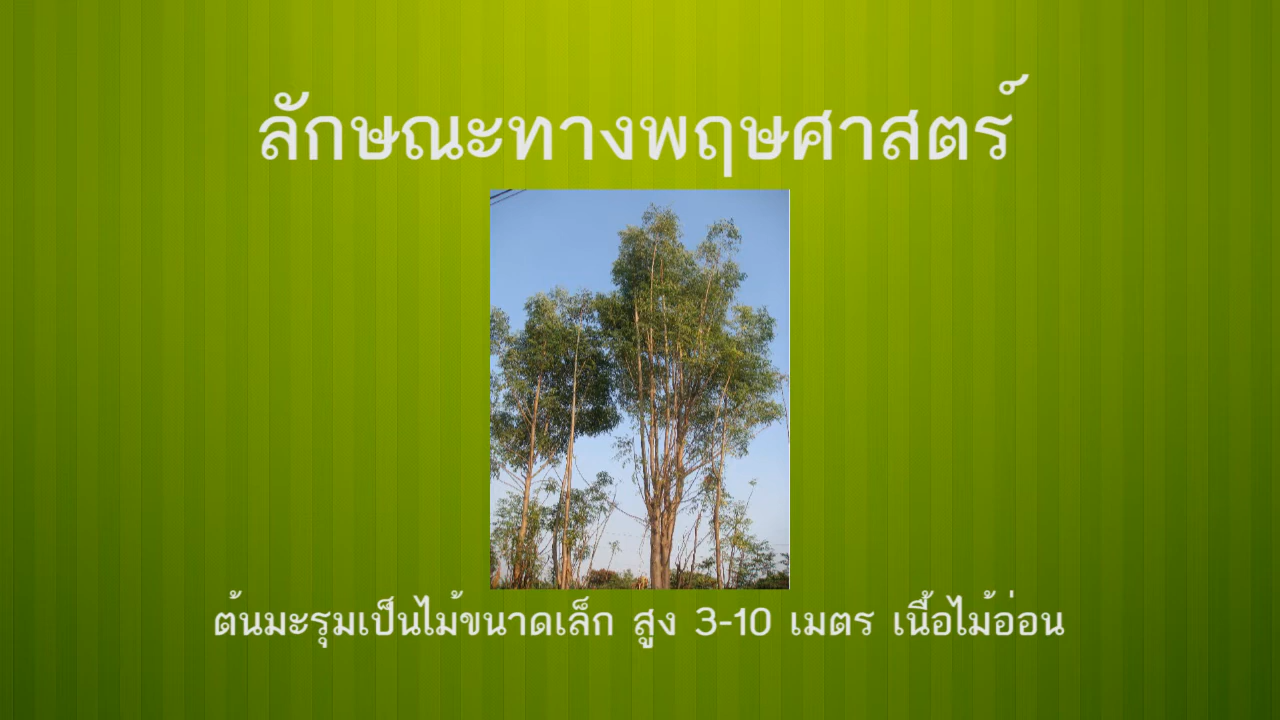 ลักษณะทางพฤษศาสตร์
ต้นมะรุมเป็นไม้ขนาดเล็ก สูง 3-10 เมตร เนื้อไม้อ่อน